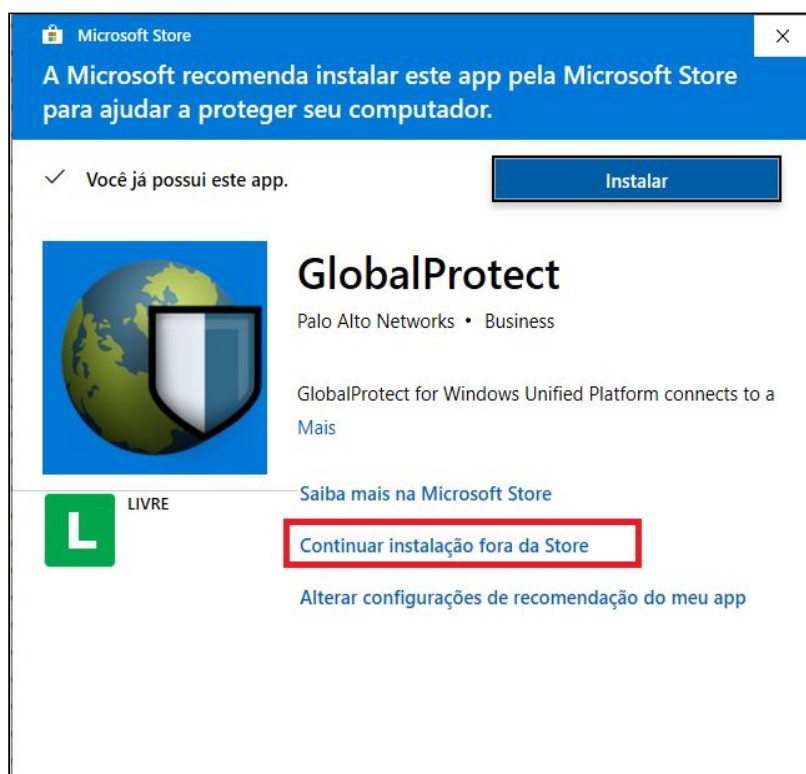 Microsoft Store
A Microsoft recomenda instalar este app pela Microsoft Store
para ajudar a proteger seu computador.
Você já possui este app.
Instalar
GlobalProtect
Palo Alto Networks • Business
GlobalProtect for Windows Unified Platform connects to a
Mais
L
LIVRE
Saiba mais na Microsoft Store
Continuar instalação fora da Store
Alterar configurações de recomendação do meu app